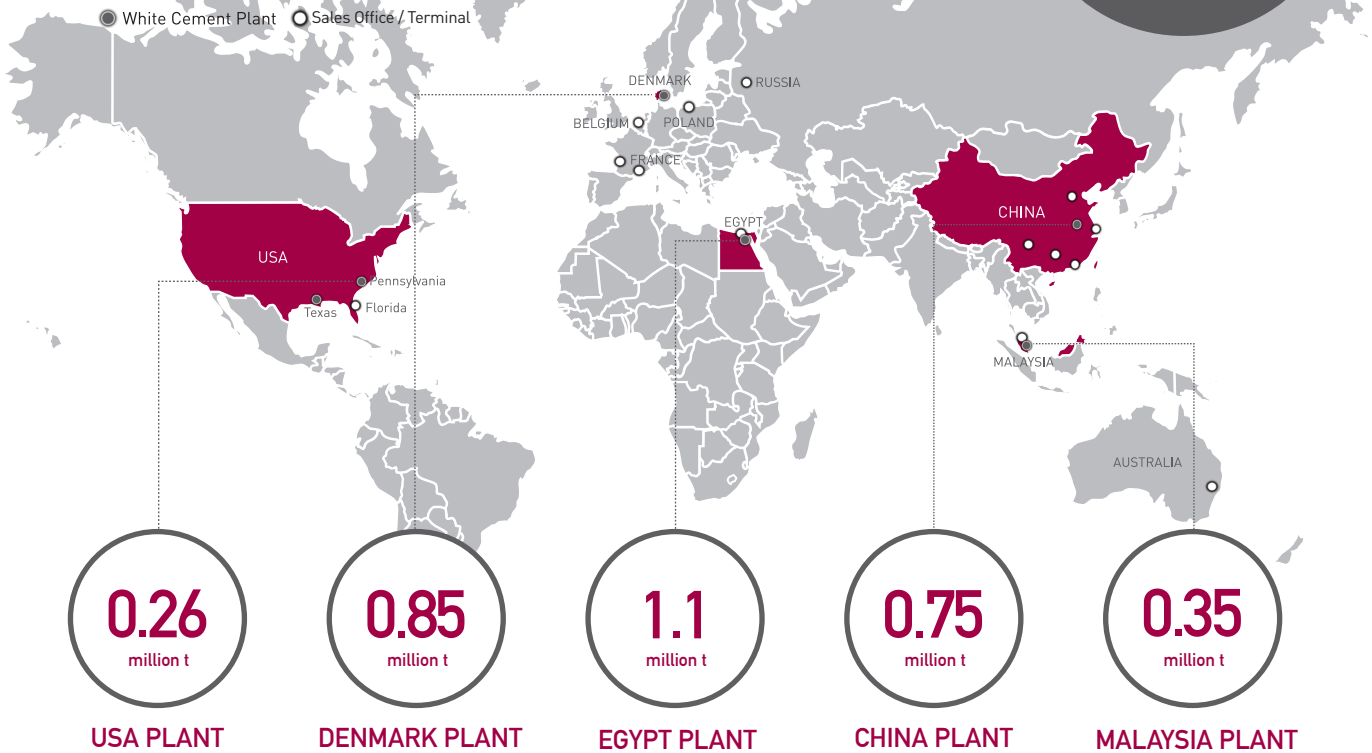 White Cement Plant Sales Office / Terminal
DENMARK
RUSSIA
BELGIUM
POLAND
FRANCE
EGYPT
CHINA
USA
Pennsylvania
Texas
Florida
MALAYSIA
AUSTRALIA
0.26
million t
USA PLANT
0.85
million t
DENMARK PLANT
1.1
million t
EGYPT PLANT
0.75
million t
CHINA PLANT
0.35
million t
MALAYSIA PLANT